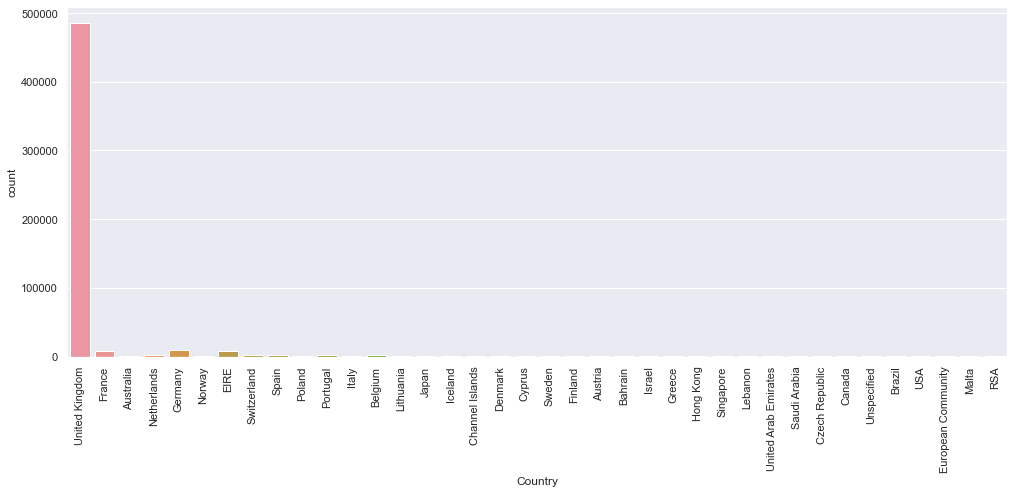 500000
400000
300000
200000
100000
0
count
United Kingdom
France
Australia
Netherlands
Germany
Norway
EIRE
Switzerland
Spain
Poland
Portugal
Italy
Belgium
Lithuania
Japan
Iceland
Channel Islands
Denmark
Cyprus
Sweden
Finland
Austria
Bahrain
Israel
Greece
Hong Kong
Singapore
Lebanon
United Arab Emirates
Saudi Arabia
Czech Republic
Canada
Unspecified
Brazil
USA
European Community
Malta
RSA
Country